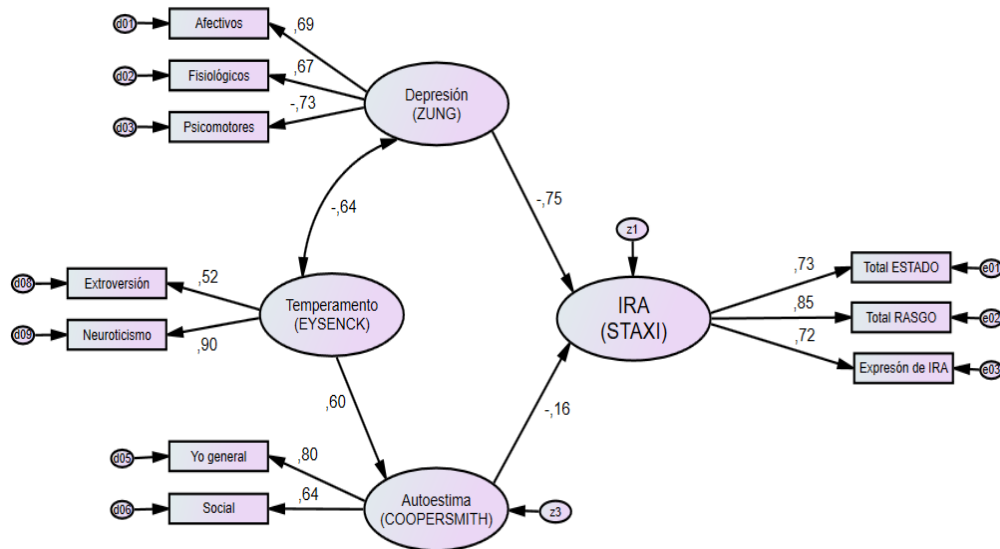 d01
Afectivos
,69
d02
Fisiológicos
,67
d03
Psicomotores
-,73
Depresión
(ZUNG)
-,64
-,75
z1
d08
Extroversión
,52
d09
Neuroticismo
,90
Temperamento
(EYSENCK)
IRA
(STAXI)
,73
Total ESTADO
e01
,85
Total RASGO
e02
,72
Expresón de IRA
e03
,60
-,16
d05
Yo general
,80
d06
Social
,64
Autoestima
(COOPERSMITH)
z3